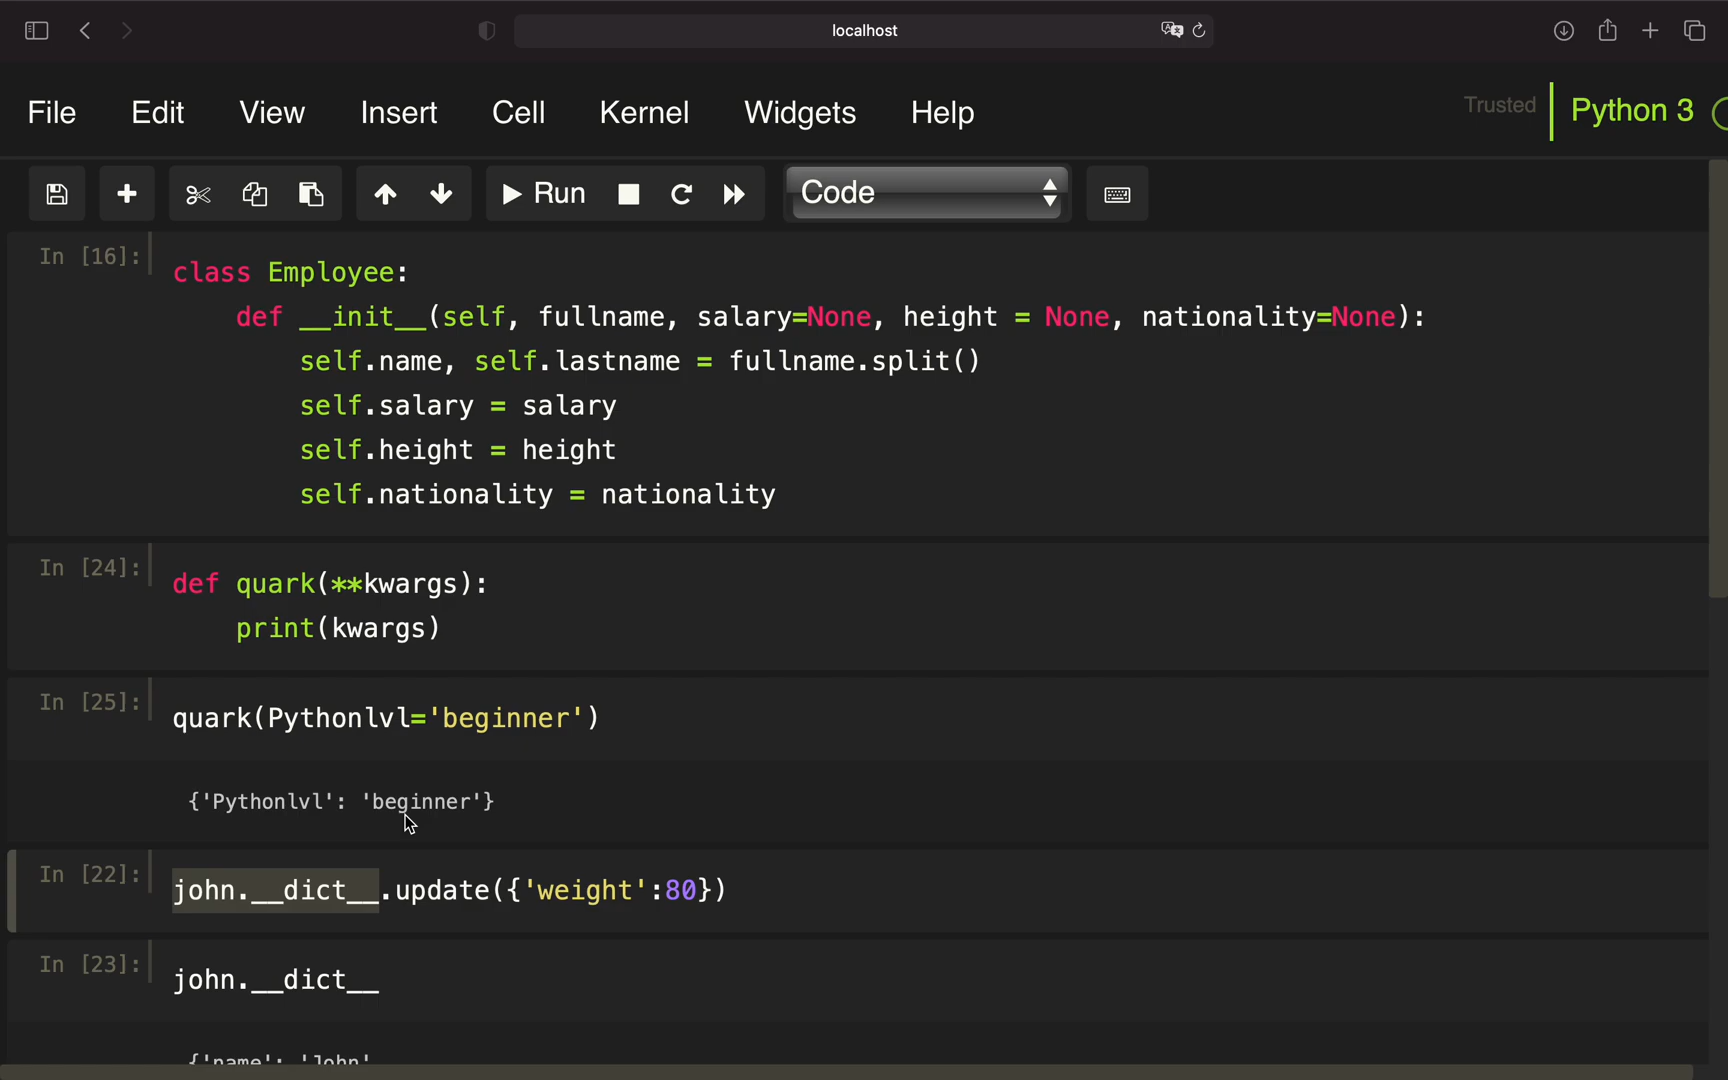 localhost
File Edit View Insert Cell Kernel Widgets Help Trusted Python 3
Run Code
In [16]:
class Employee:
    def __init__(self, fullname, salary=None, height = None, nationality=None):
        self.name, self.lastname = fullname.split()
        self.salary = salary
        self.height = height
        self.nationality = nationality
In [24]:
def quark(**kwargs):
    print(kwargs)
In [25]:
quark(Pythonlvl='beginner')
{'Pythonlvl': 'beginner'}
In [22]:
john.__dict__.update({'weight':80})
In [23]:
john.__dict__
{'name': 'John'